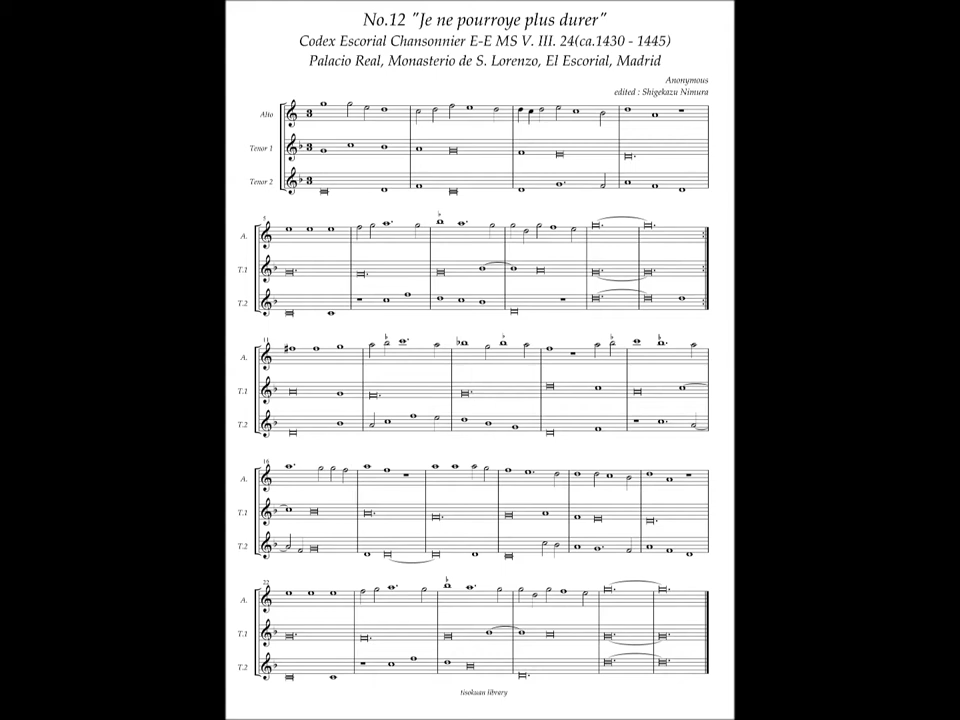 No.12 "Je ne pourroye plus durer"
Codex Escorial Chansonnier E-E MS V. III. 24(ca.1430 - 1445)
Palacio Real, Monasterio de S. Lorenzo, El Escorial, Madrid
Anonymous
edited : Shigekazu Nimura
Alto
Tenor 1
Tenor 2
5
A.
T.1
T.2
11
A.
T.1
T.2
16
A.
T.1
T.2
22
A.
T.1
T.2
tisokuan library